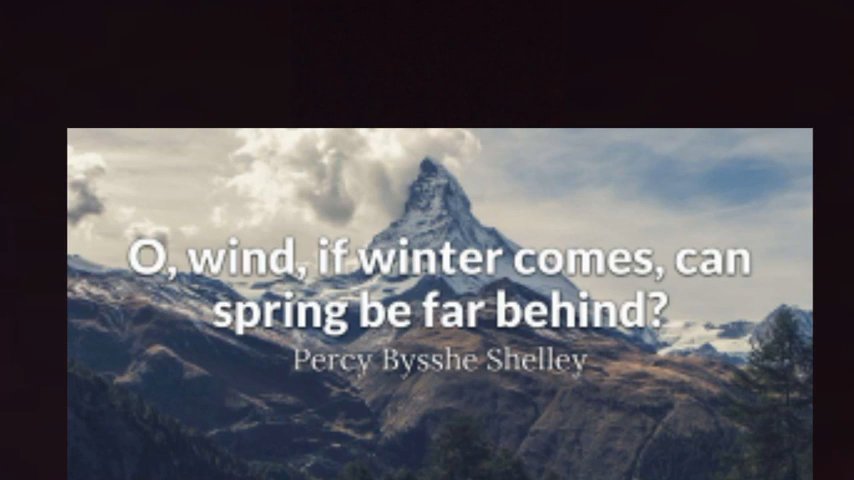 O, wind, if winter comes, can
spring be far behind?
Percy Bysshe Shelley